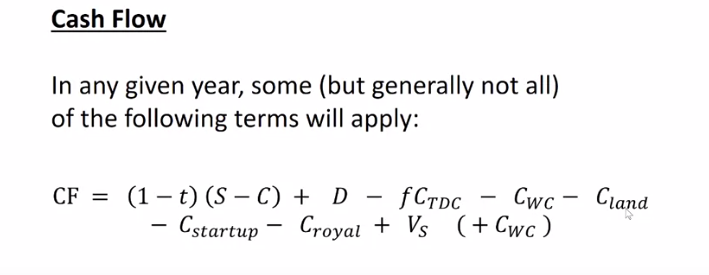 Cash Flow
In any given year, some (but generally not all)
of the following terms will apply:
CF = (1 − t) (S − C) + D − fC_TDC − C_WC − C_land
− C_startup − C_royal + V_S (+ C_WC )